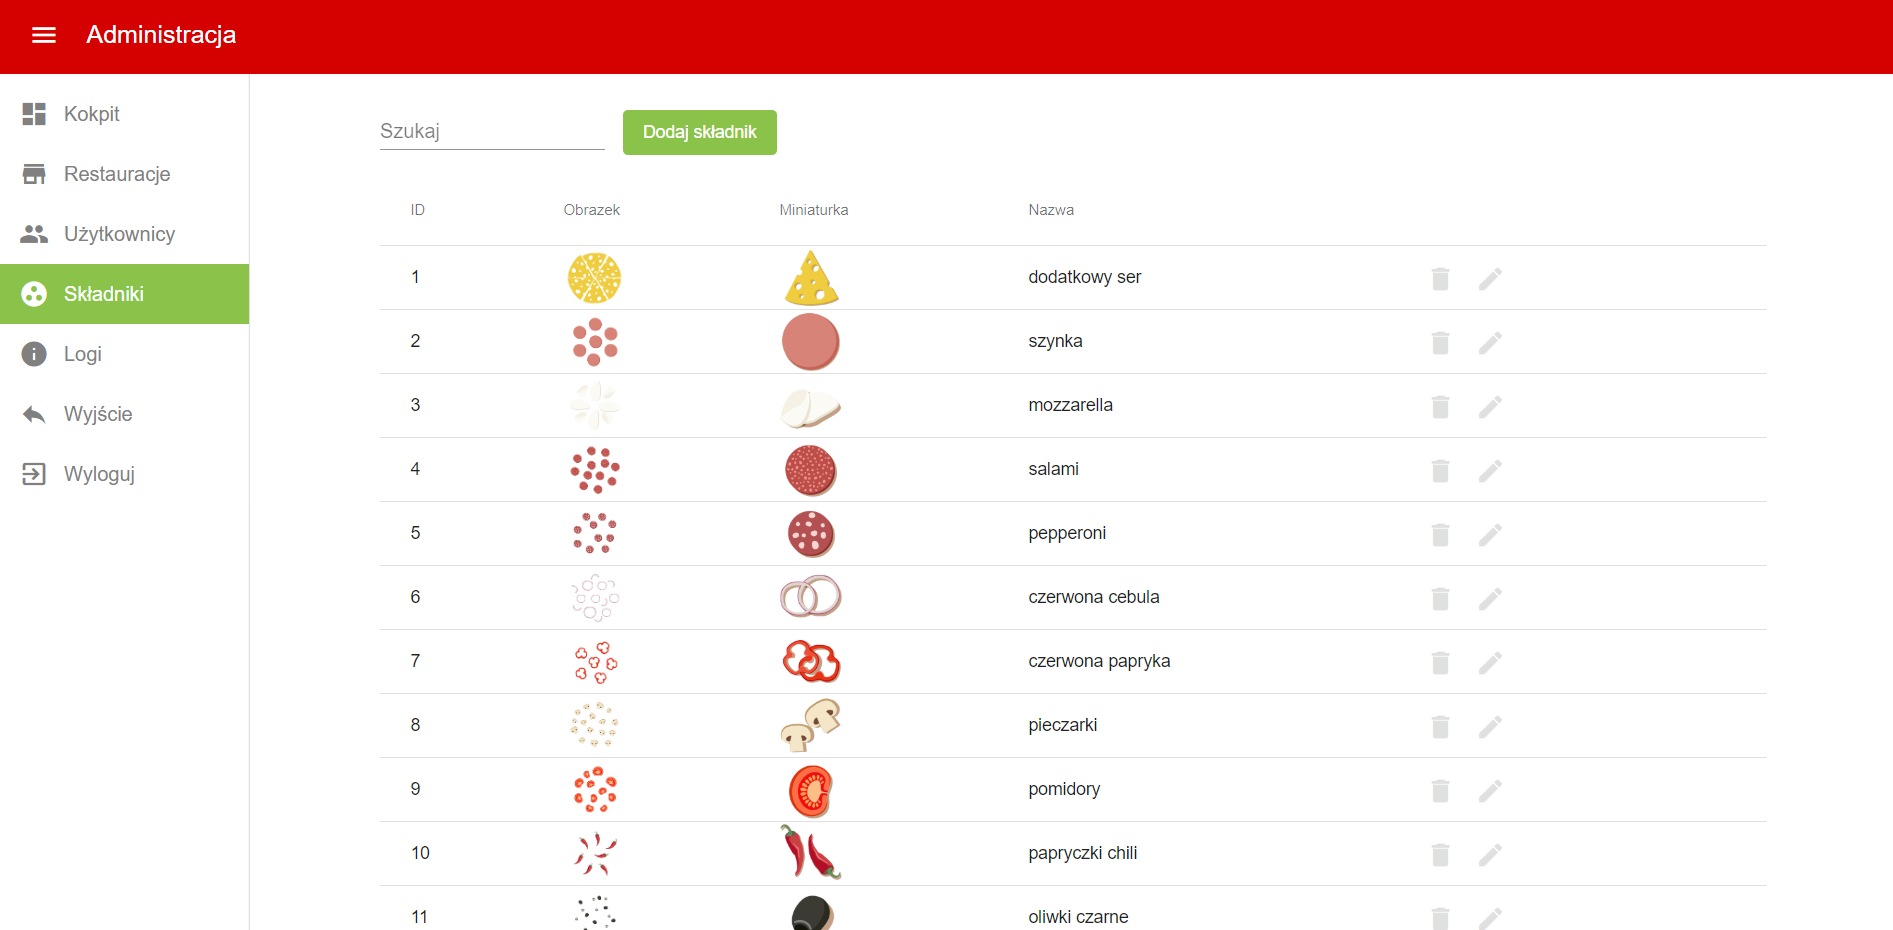 Administracja
Kokpit
Restauracje
Użytkownicy
Składniki
Logi
Wyjście
Wyloguj
Szukaj
Dodaj składnik
ID Obrazek Miniaturka Nazwa
1 dodatkowy ser
2 szynka
3 mozzarella
4 salami
5 pepperoni
6 czerwona cebula
7 czerwona papryka
8 pieczarki
9 pomidory
10 papryczki chili
11 oliwki czarne